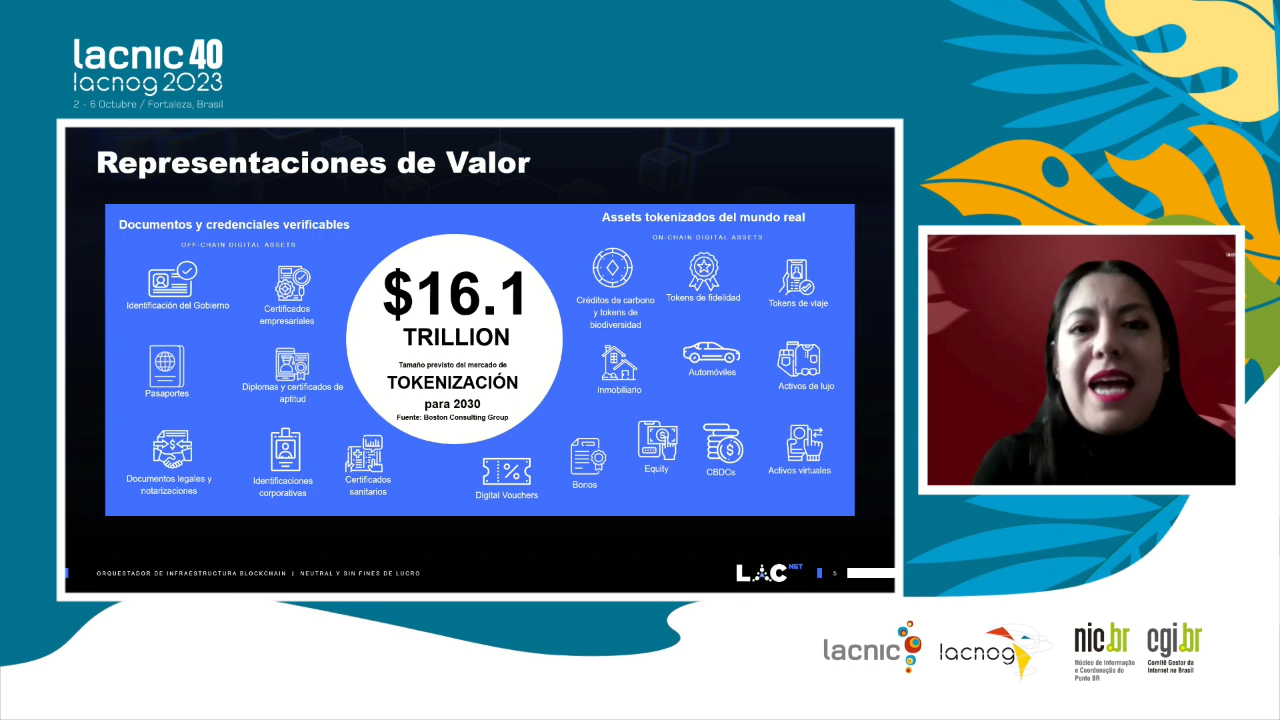 lacnic 40
lacnog 2023
2 - 6 Octubre / Fortaleza, Brasil
Representaciones de Valor
Documentos y credenciales verificables
OFF-CHAIN DIGITAL ASSETS
Identificación del Gobierno
Certificados
empresariales
Pasaportes
Diplomas y certificados de
aptitud
Documentos legales y
notarizaciones
Identificaciones
corporativas
Certificados
sanitarios
$16.1
TRILLION
Tamaño previsto del mercado de
TOKENIZACIÓN
para 2030
Fuente: Boston Consulting Group
Assets tokenizados del mundo real
ON-CHAIN DIGITAL ASSETS
Créditos de carbono
y tokens de
biodiversidad
Tokens de fidelidad
Tokens de viaje
Inmobiliario
Automóviles
Activos de lujo
Digital Vouchers
Bonos
Equity
CBDCs
Activos virtuales
ORQUESTADOR DE INFRAESTRUCTURA BLOCKCHAIN | NEUTRAL Y SIN FINES DE LUCRO
LAC NET
5
lacnic
lacnog
nic.br
Núcleo de Informação
e Coordenação do
Ponto BR
cgi.br
Comitê Gestor da
Internet no Brasil